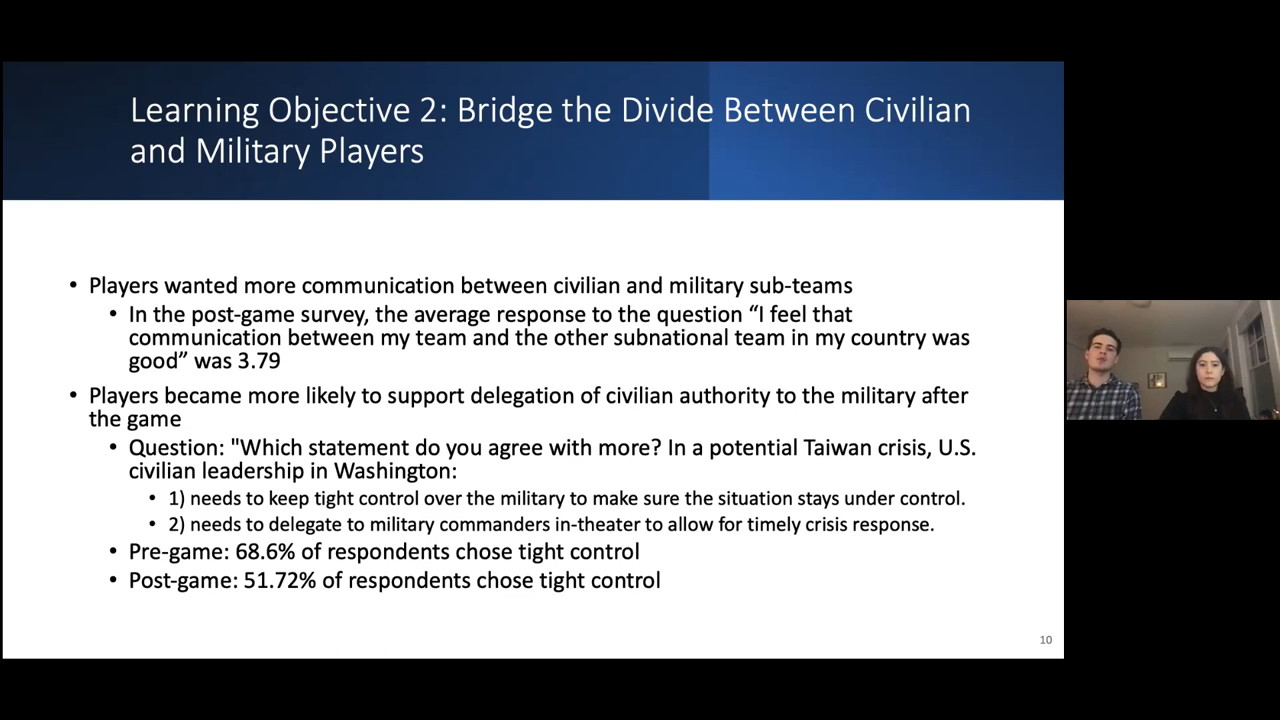 Learning Objective 2: Bridge the Divide Between Civilian
and Military Players
• Players wanted more communication between civilian and military sub-teams
• In the post-game survey, the average response to the question “I feel that
communication between my team and the other subnational team in my country was
good” was 3.79
• Players became more likely to support delegation of civilian authority to the military after
the game
• Question: "Which statement do you agree with more? In a potential Taiwan crisis, U.S.
civilian leadership in Washington:
• 1) needs to keep tight control over the military to make sure the situation stays under control.
• 2) needs to delegate to military commanders in-theater to allow for timely crisis response.
• Pre-game: 68.6% of respondents chose tight control
• Post-game: 51.72% of respondents chose tight control
10